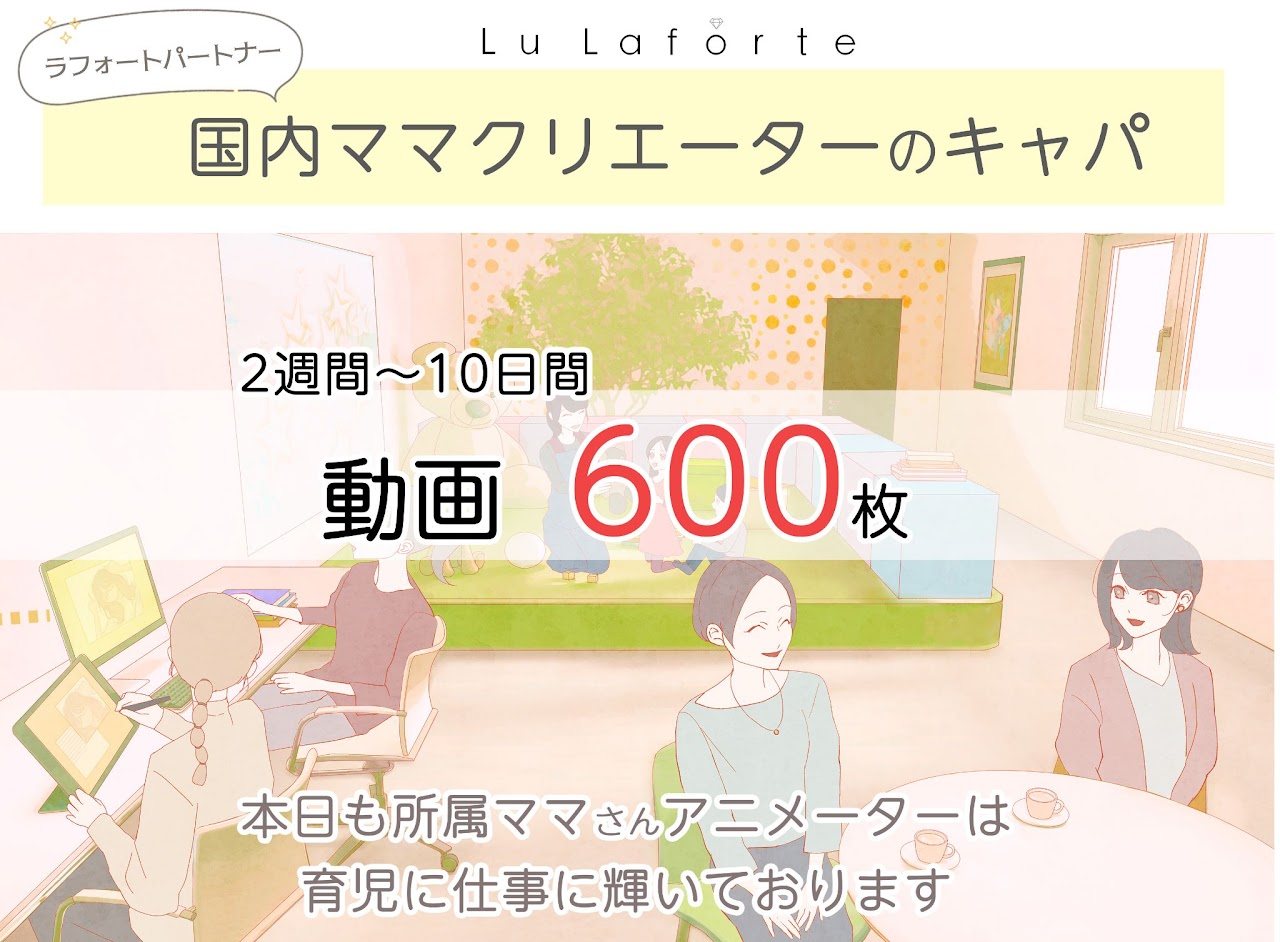 Lu Laforte
ラフォートパートナー
国内ママクリエーターのキャパ
2週間～10日間
動画 600枚
本日も所属ママさんアニメーターは
育児に仕事に輝いております